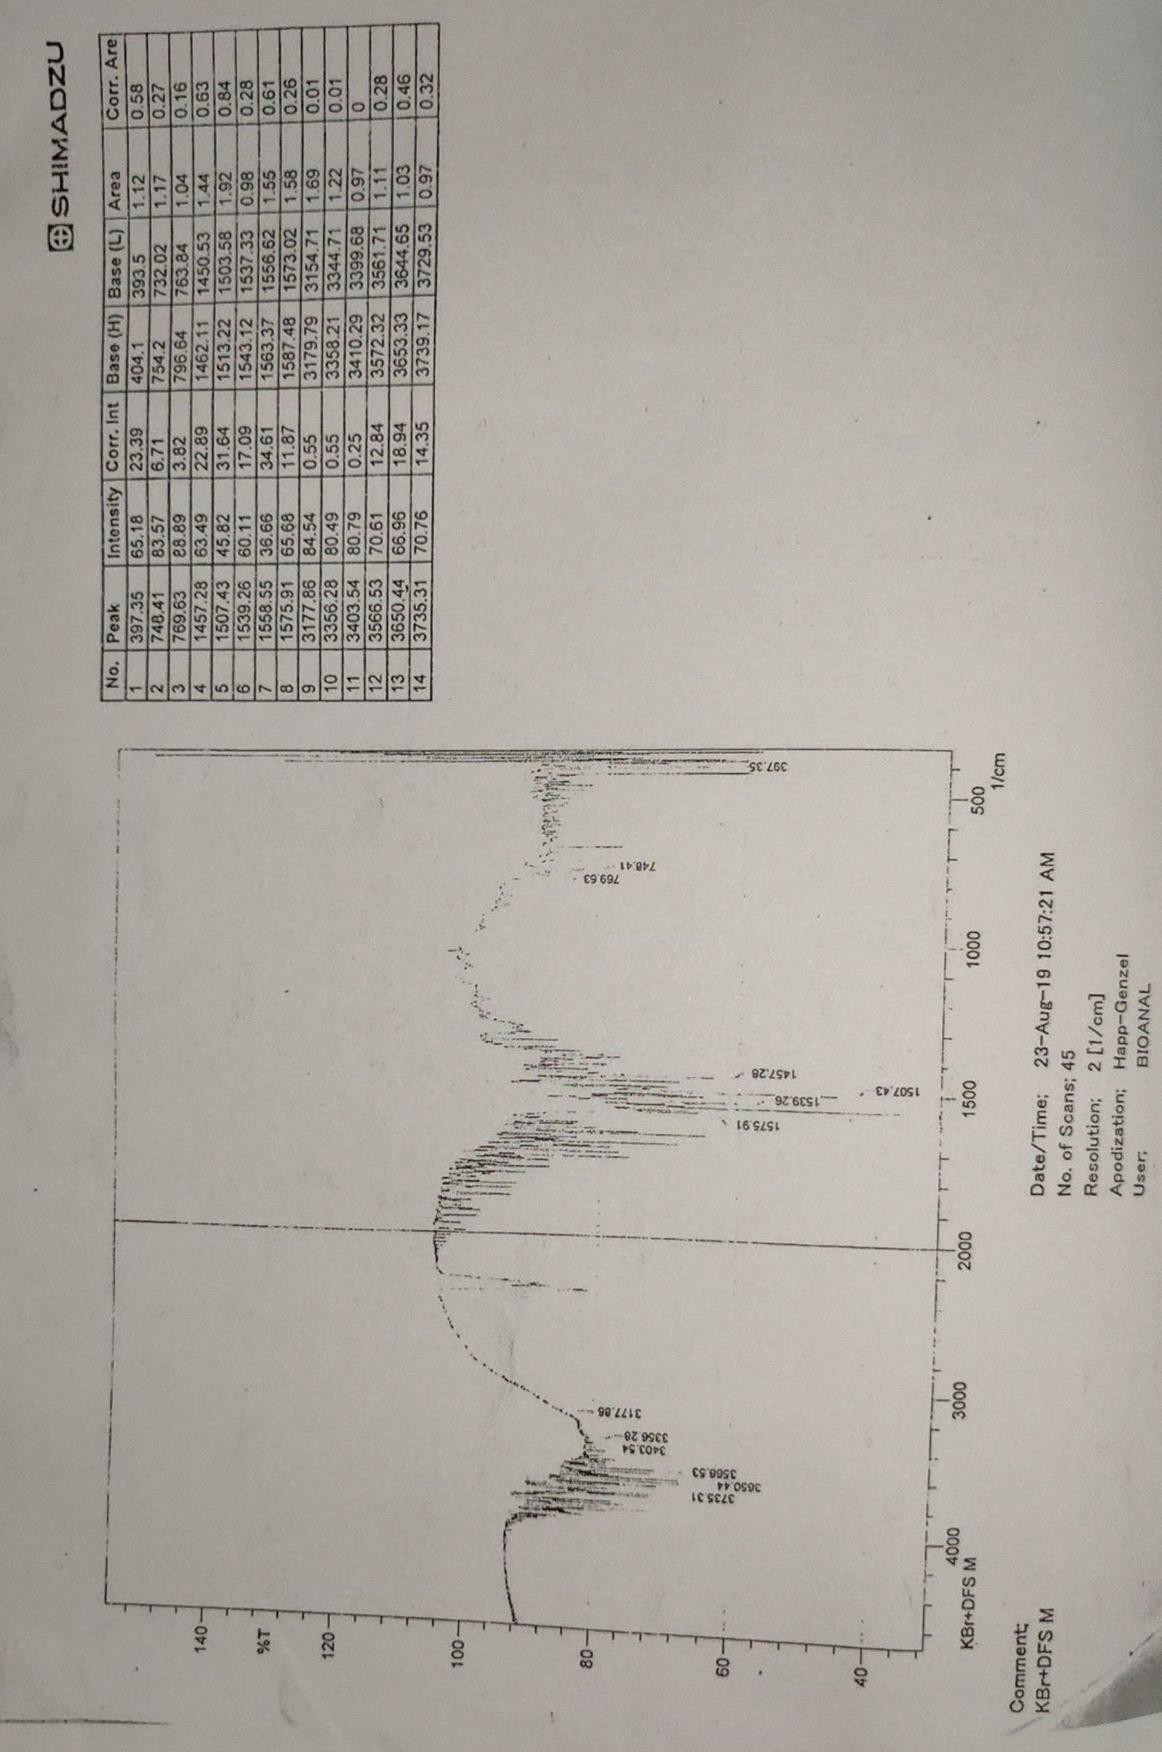 SHIMADZU
No. Peak Intensity Corr. Int Base (H) Base (L) Area Corr. Are
1 397.35 65.18 23.39 404.1 393.5 1.12 0.58
2 748.41 83.57 6.71 754.2 732.02 1.17 0.27
3 769.63 88.89 3.82 796.64 763.84 1.04 0.16
4 1457.28 63.49 22.89 1462.11 1450.53 1.44 0.63
5 1507.43 45.82 31.64 1513.22 1503.58 1.92 0.84
6 1539.26 60.11 17.09 1543.12 1537.33 0.98 0.28
7 1558.55 36.66 34.61 1563.37 1556.62 1.55 0.61
8 1575.91 65.68 11.87 1587.48 1573.02 1.58 0.26
9 3177.86 84.54 0.55 3179.79 3154.71 1.69 0.01
10 3356.28 80.49 0.55 3358.21 3344.71 1.22 0.01
11 3403.54 80.79 0.25 3410.29 3399.68 0.97 0
12 3566.53 70.61 12.84 3572.32 3561.71 1.11 0.28
13 3650.44 66.96 18.94 3653.33 3644.65 1.03 0.46
14 3735.31 70.76 14.35 3739.17 3729.53 0.97 0.32
140
%T
120
100
80
60
40
3735.31
3650.44
3566.53
3403.54
3356.28
3177.86
1575.91
1539.26
1507.43
1457.28
769.63
748.41
397.35
4000
3000
2000
1500
1000
500
1/cm
KBr+DFS M
Comment;
KBr+DFS M
Date/Time; 23-Aug-19 10:57:21 AM
No. of Scans; 45
Resolution; 2 [1/cm]
Apodization; Happ-Genzel
User; BIOANAL